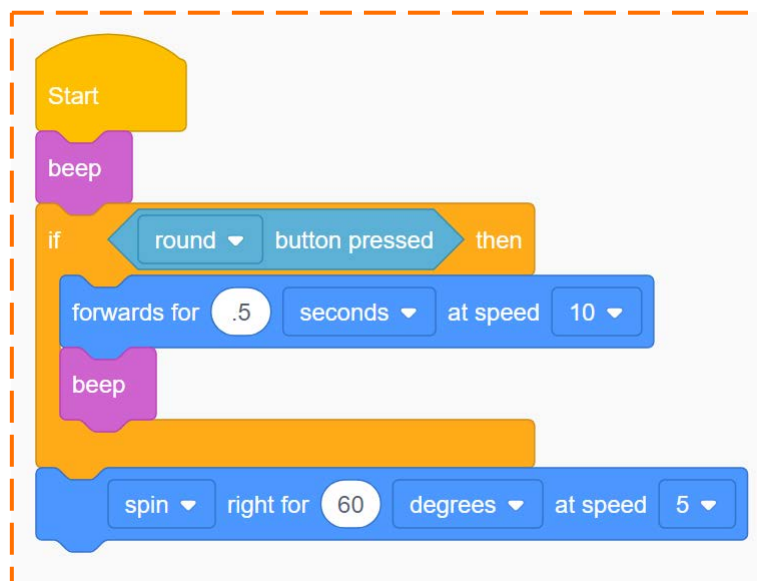 Start
beep
if round button pressed then
forwards for .5 seconds at speed 10
beep
spin right for 60 degrees at speed 5